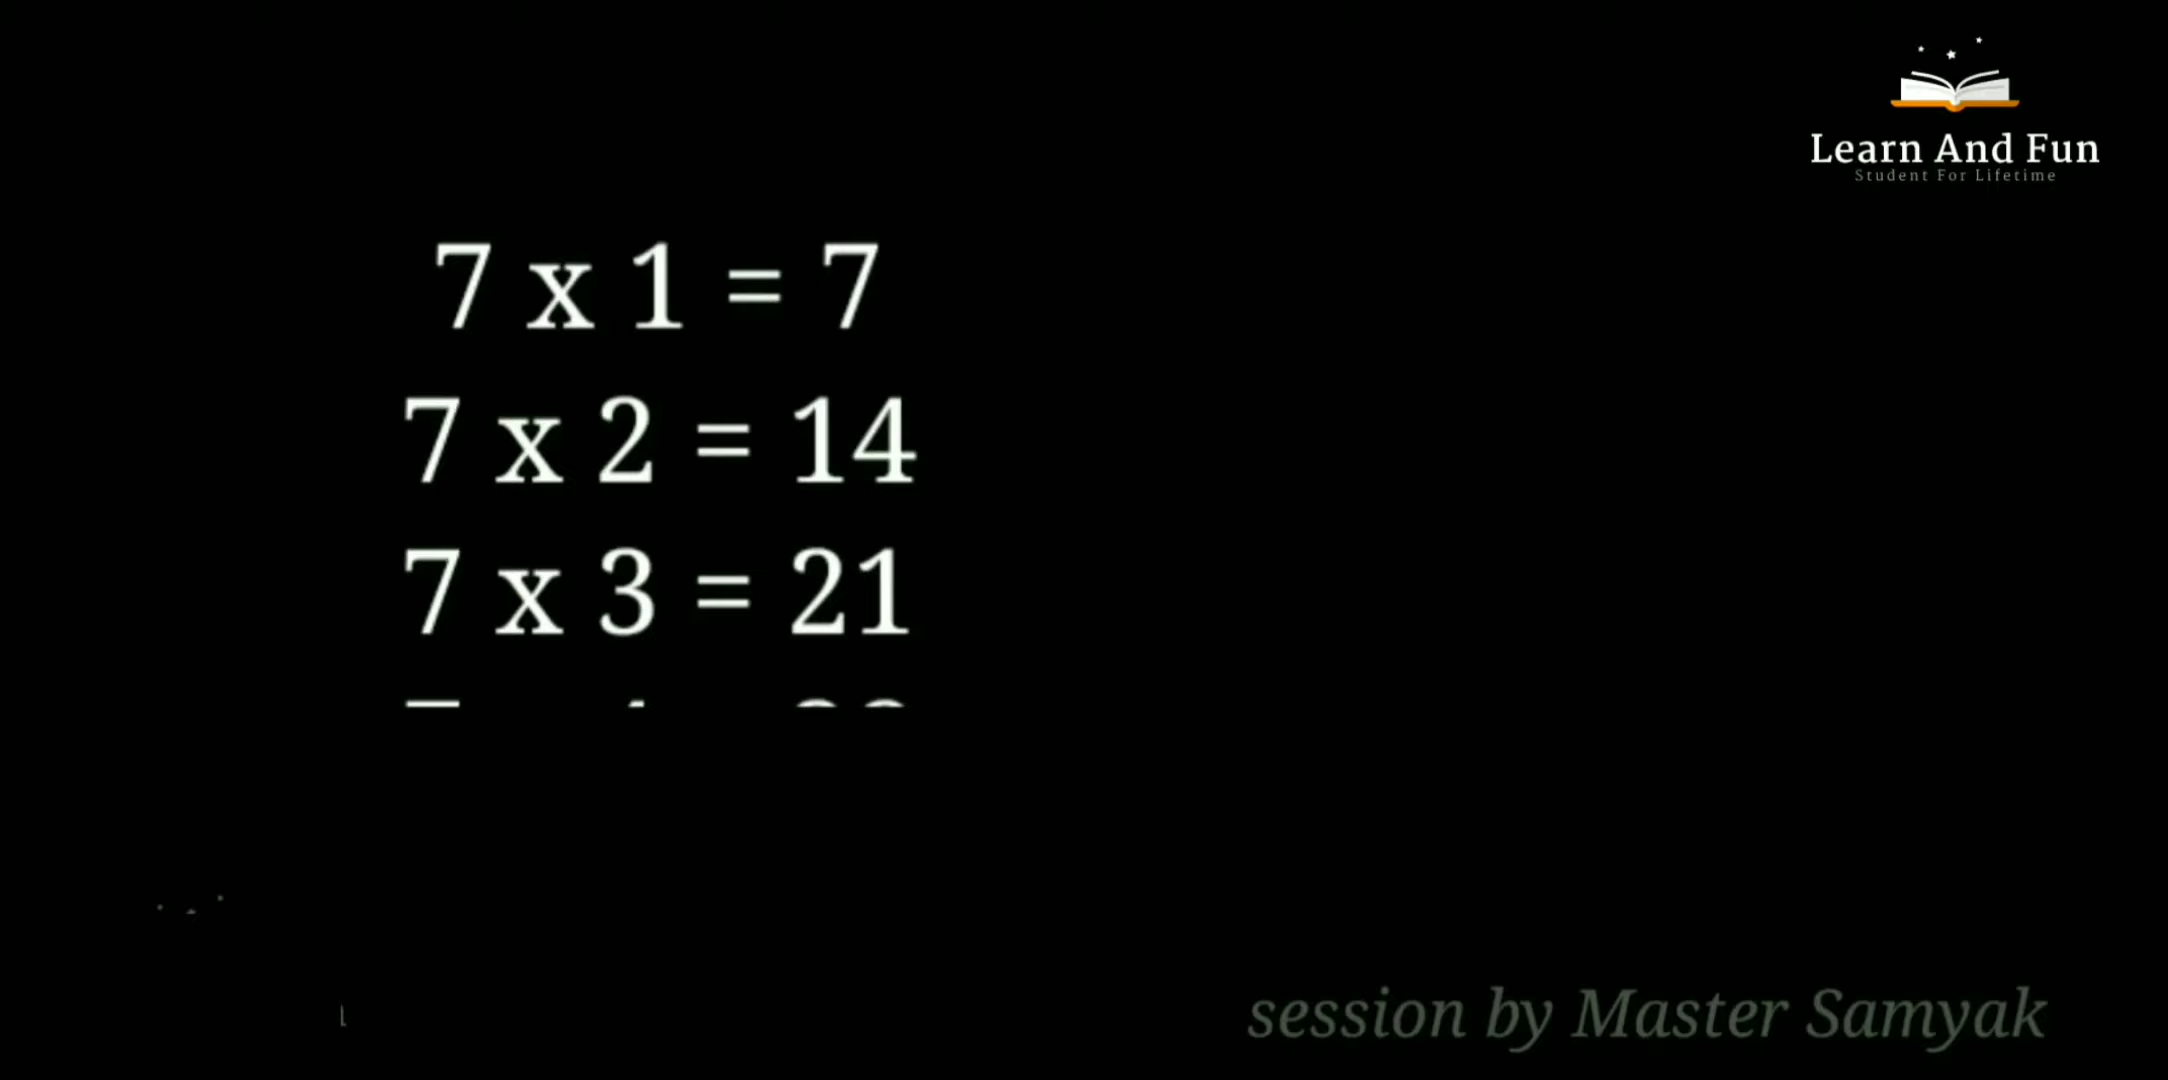 Learn And Fun
Student For Lifetime
7 x 1 = 7
7 x 2 = 14
7 x 3 = 21
session by Master Samyak